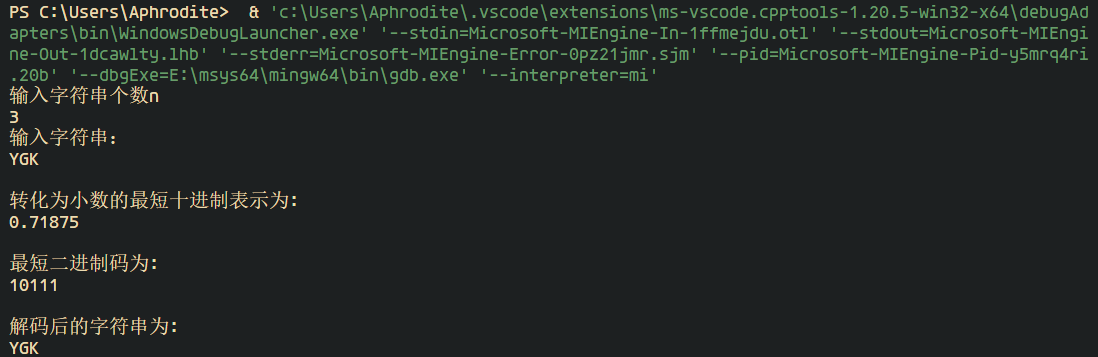 PS C:\Users\Aphrodite>  & 'c:\Users\Aphrodite\.vscode\extensions\ms-vscode.cpptools-1.20.5-win32-x64\debugAd
apters\bin\WindowsDebugLauncher.exe' '--stdin=Microsoft-MIEngine-In-1ffmejdu.otl' '--stdout=Microsoft-MIEngi
ne-Out-1dcawlty.lhb' '--stderr=Microsoft-MIEngine-Error-0pz21jmr.sjm' '--pid=Microsoft-MIEngine-Pid-y5mrq4ri
.20b' '--dbgExe=E:\msys64\mingw64\bin\gdb.exe' '--interpreter=mi'
输入字符串个数n
3
输入字符串：
YGK
转化为小数的最短十进制表示为:
0.71875
最短二进制码为:
10111
解码后的字符串为:
YGK